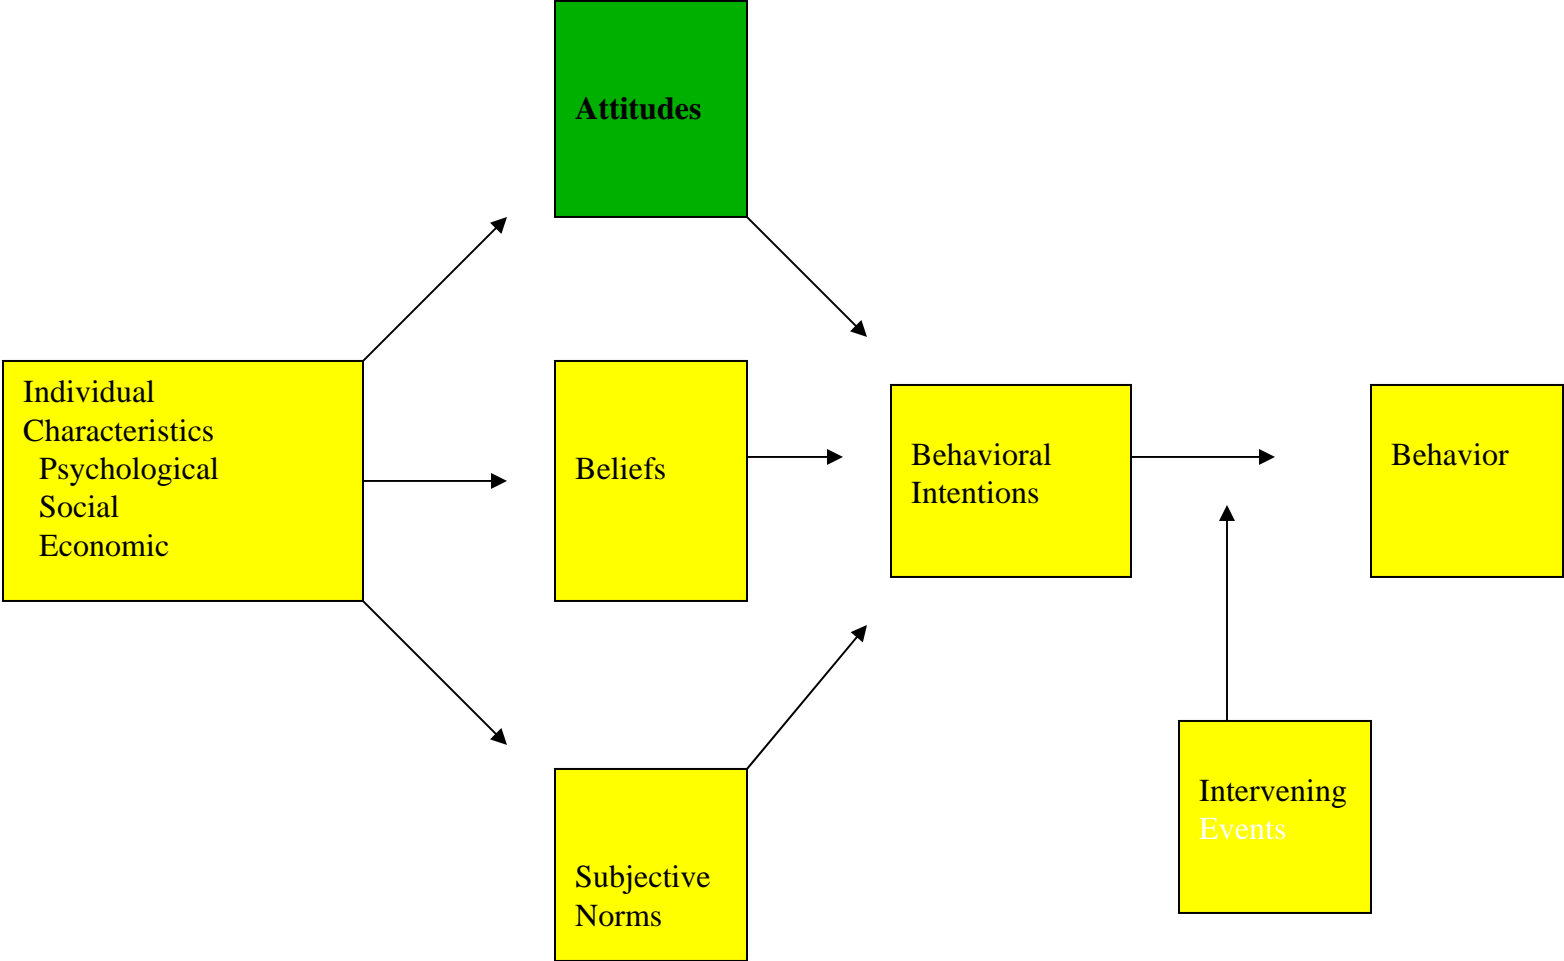 Attitudes
Individual
Characteristics
Psychological
Social
Economic
Beliefs
Behavioral
Intentions
Behavior
Intervening
Events
Subjective
Norms